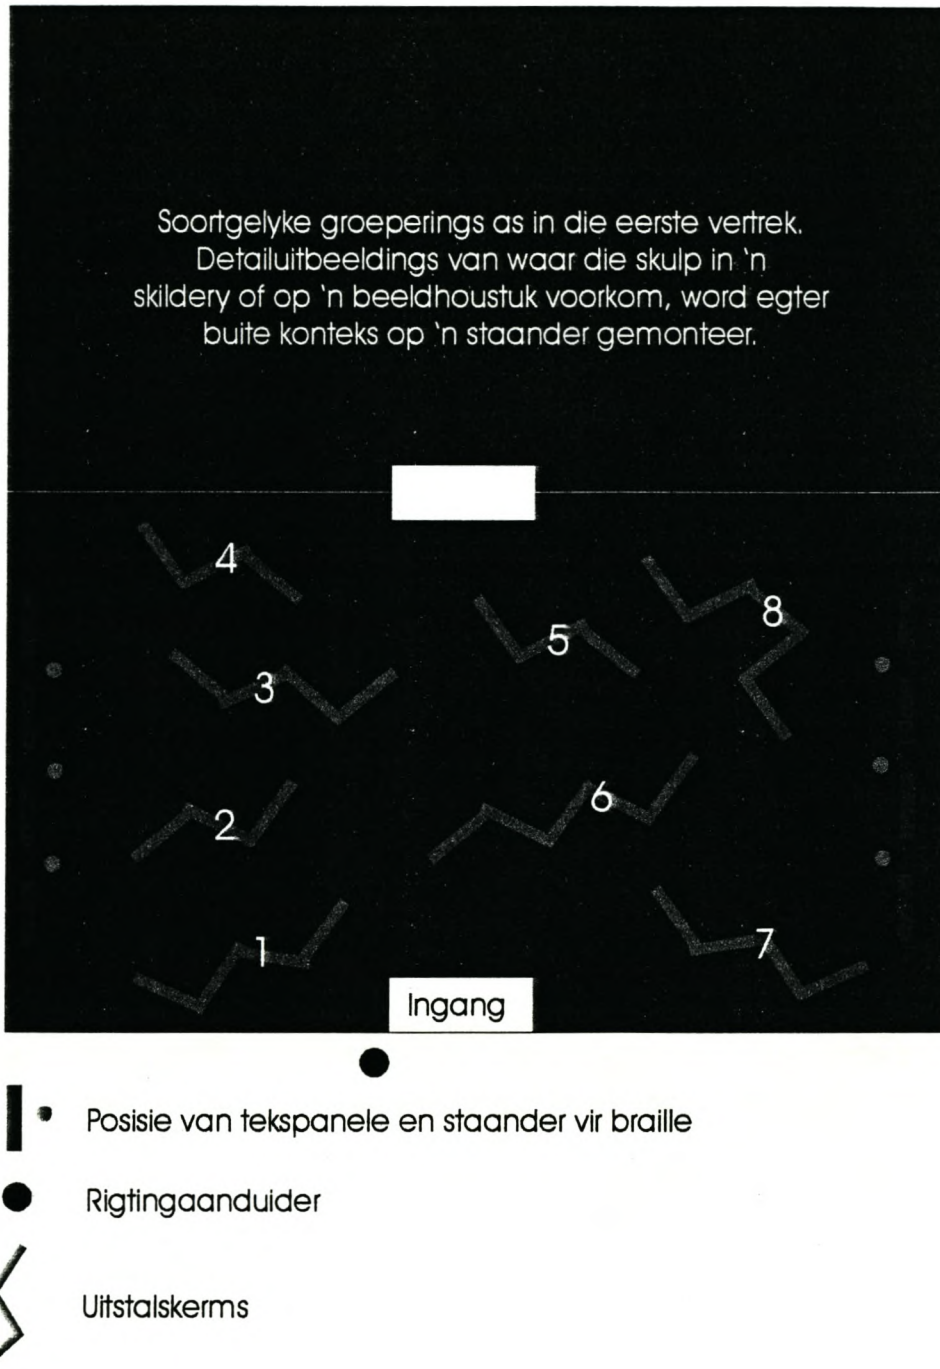 Soortgelyke groeperings as in die eerste vertrek.
Detailuitbeeldings van waar die skulp in 'n
skildery of op 'n beeldhoustuk voorkom, word egter
buite konteks op 'n staander gemonteer.
4
5
8
3
6
2
1
7
Ingang
Posisie van tekspanele en staander vir braille
Rigtingaanduider
Uitstalskerms